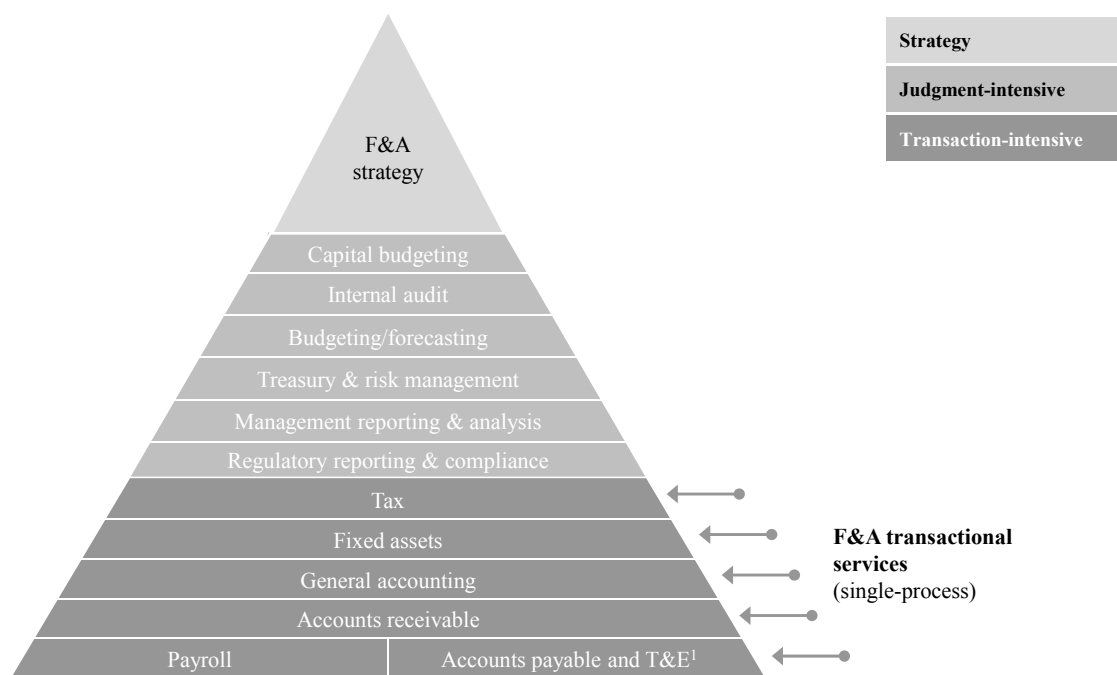 Strategy
Judgment-intensive
Transaction-intensive
F&A
strategy
Capital budgeting
Internal audit
Budgeting/forecasting
Treasury & risk management
Management reporting & analysis
Regulatory reporting & compliance
Tax
Fixed assets
General accounting
Accounts receivable
Payroll
Accounts payable and T&E¹
F&A transactional
services
(single-process)